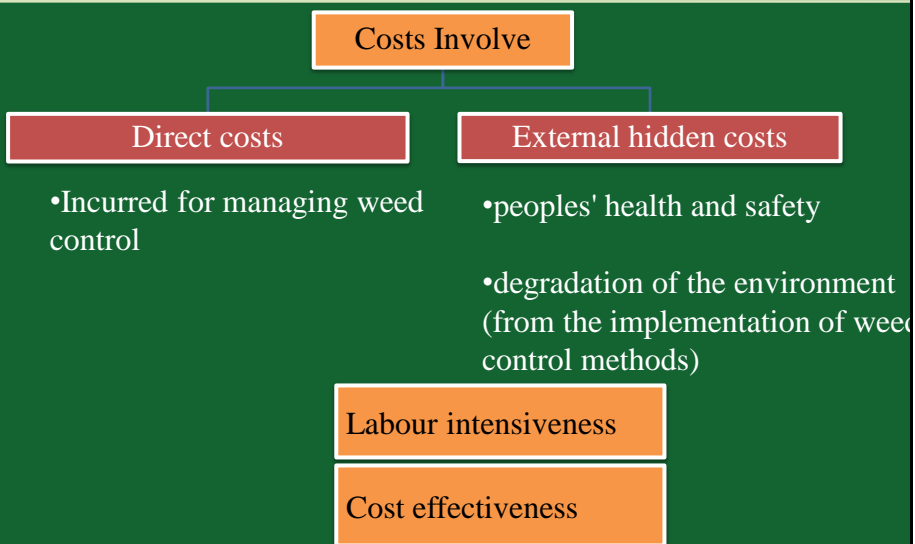 Costs Involve
Direct costs
•Incurred for managing weed
control
External hidden costs
•peoples' health and safety
•degradation of the environment
(from the implementation of weed
control methods)
Labour intensiveness
Cost effectiveness